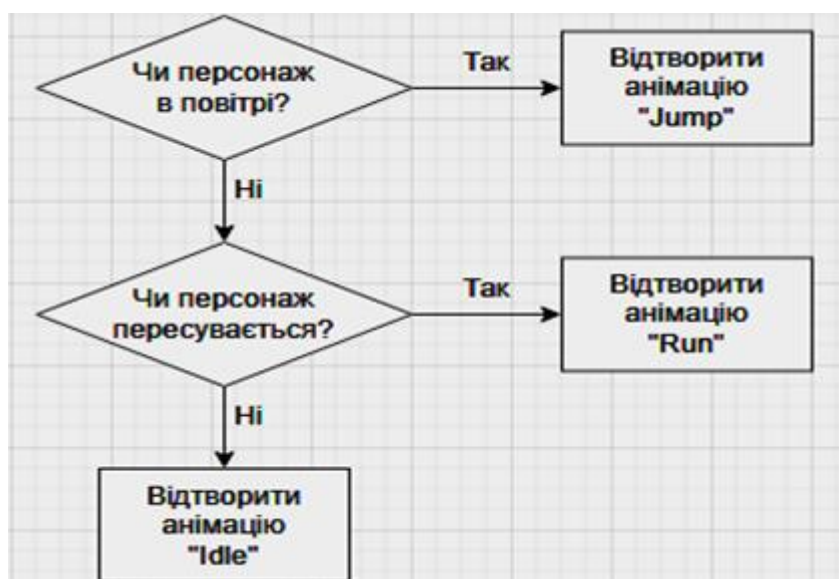 Чи персонаж
в повітрі?
Так
Відтворити
анімацію
"Jump"
Ні
Чи персонаж
пересувається?
Так
Відтворити
анімацію
"Run"
Ні
Відтворити
анімацію
"Idle"